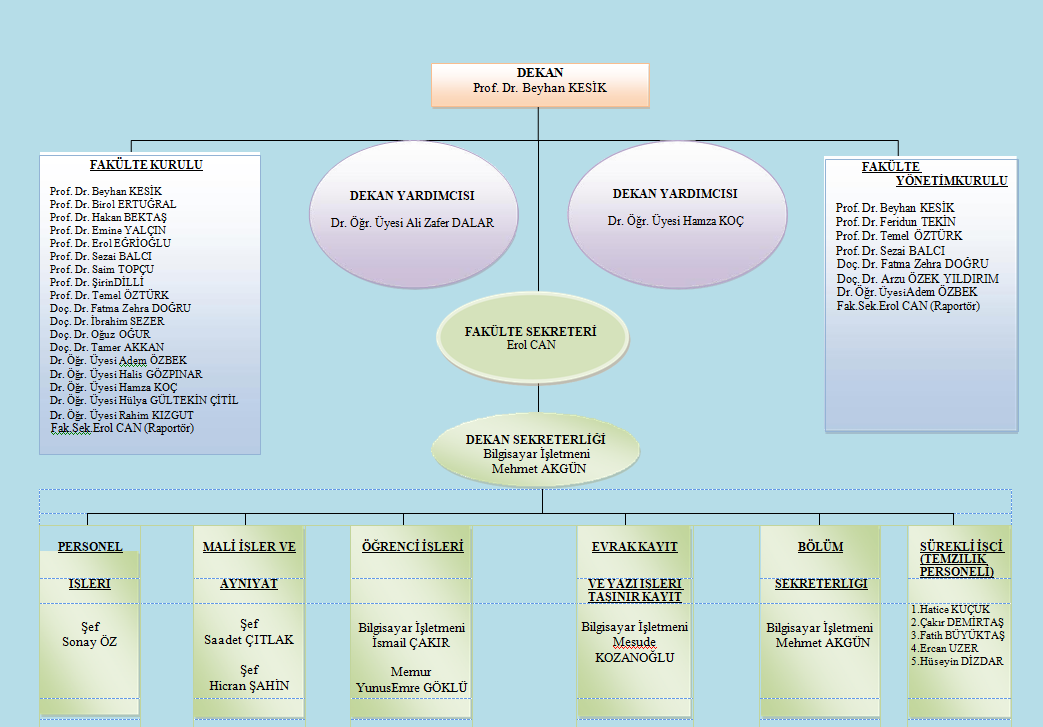 DEKAN
Prof. Dr. Beyhan KESİK
FAKÜLTE KURULU
Prof. Dr. Beyhan KESİK
Prof. Dr. Birol ERTUĞRAL
Prof. Dr. Hakan BEKTAŞ
Prof. Dr. Emine YALÇIN
Prof. Dr. Erol EĞRİOĞLU
Prof. Dr. Sezai BALCI
Prof. Dr. Saim TOPÇU
Prof. Dr. ŞirinDİLLİ
Prof. Dr. Temel ÖZTÜRK
Doç. Dr. Fatma Zehra DOĞRU
Doç. Dr. İbrahim SEZER
Doç. Dr. Oğuz OĞUR
Doç. Dr. Tamer AKKAN
Dr. Öğr. Üyesi Adem ÖZBEK
Dr. Öğr. Üyesi Halis GÖZPINAR
Dr. Öğr. Üyesi Hamza KOÇ
Dr. Öğr. Üyesi Hülya GÜLTEKİN ÇİTİL
Dr. Öğr. Üyesi Rahim KIZGUT
Fak.Sek.Erol CAN (Raportör)
DEKAN YARDIMCISI
Dr. Öğr. Üyesi Ali Zafer DALAR
DEKAN YARDIMCISI
Dr. Öğr. Üyesi Hamza KOÇ
FAKÜLTE
YÖNETİMKURULU
Prof. Dr. Beyhan KESİK
Prof. Dr. Feridun TEKİN
Prof. Dr. Temel ÖZTÜRK
Prof. Dr. Sezai BALCI
Doç. Dr. Fatma Zehra DOĞRU
Doç. Dr. Arzu ÖZEK YILDIRIM
Dr. Öğr. ÜyesiAdem ÖZBEK
Fak.Sek.Erol CAN (Raportör)
FAKÜLTE SEKRETERİ
Erol CAN
DEKAN SEKRETERLİĞİ
Bilgisayar İşletmeni
Mehmet AKGÜN
PERSONEL
ISLERI
Şef
Sonay ÖZ
MALİ İŞLER VE
AYNIYAT
Şef
Saadet ÇITLAK
Şef
Hicran ŞAHİN
ÖĞRENCİ İŞLERİ
Bilgisayar İşletmeni
İsmail ÇAKIR
Memur
YunusEmre GÖKLÜ
EVRAK KAYIT
VE YAZI ISLERI
TAŞINIR KAYIT
Bilgisayar İşletmeni
Mesude
KOZANOĞLU
BÖLÜM
SEKRETERLIGI
Bilgisayar İşletmeni
Mehmet AKGÜN
SÜREKLİ İŞÇİ
(TEMZİLİK
PERSONELİ)
1.Hatice KUÇUK
2.Çakır DEMİRTAŞ
3.Fatih BÜYÜKTAŞ
4.Ercan UZER
5.Hüseyin DİZDAR